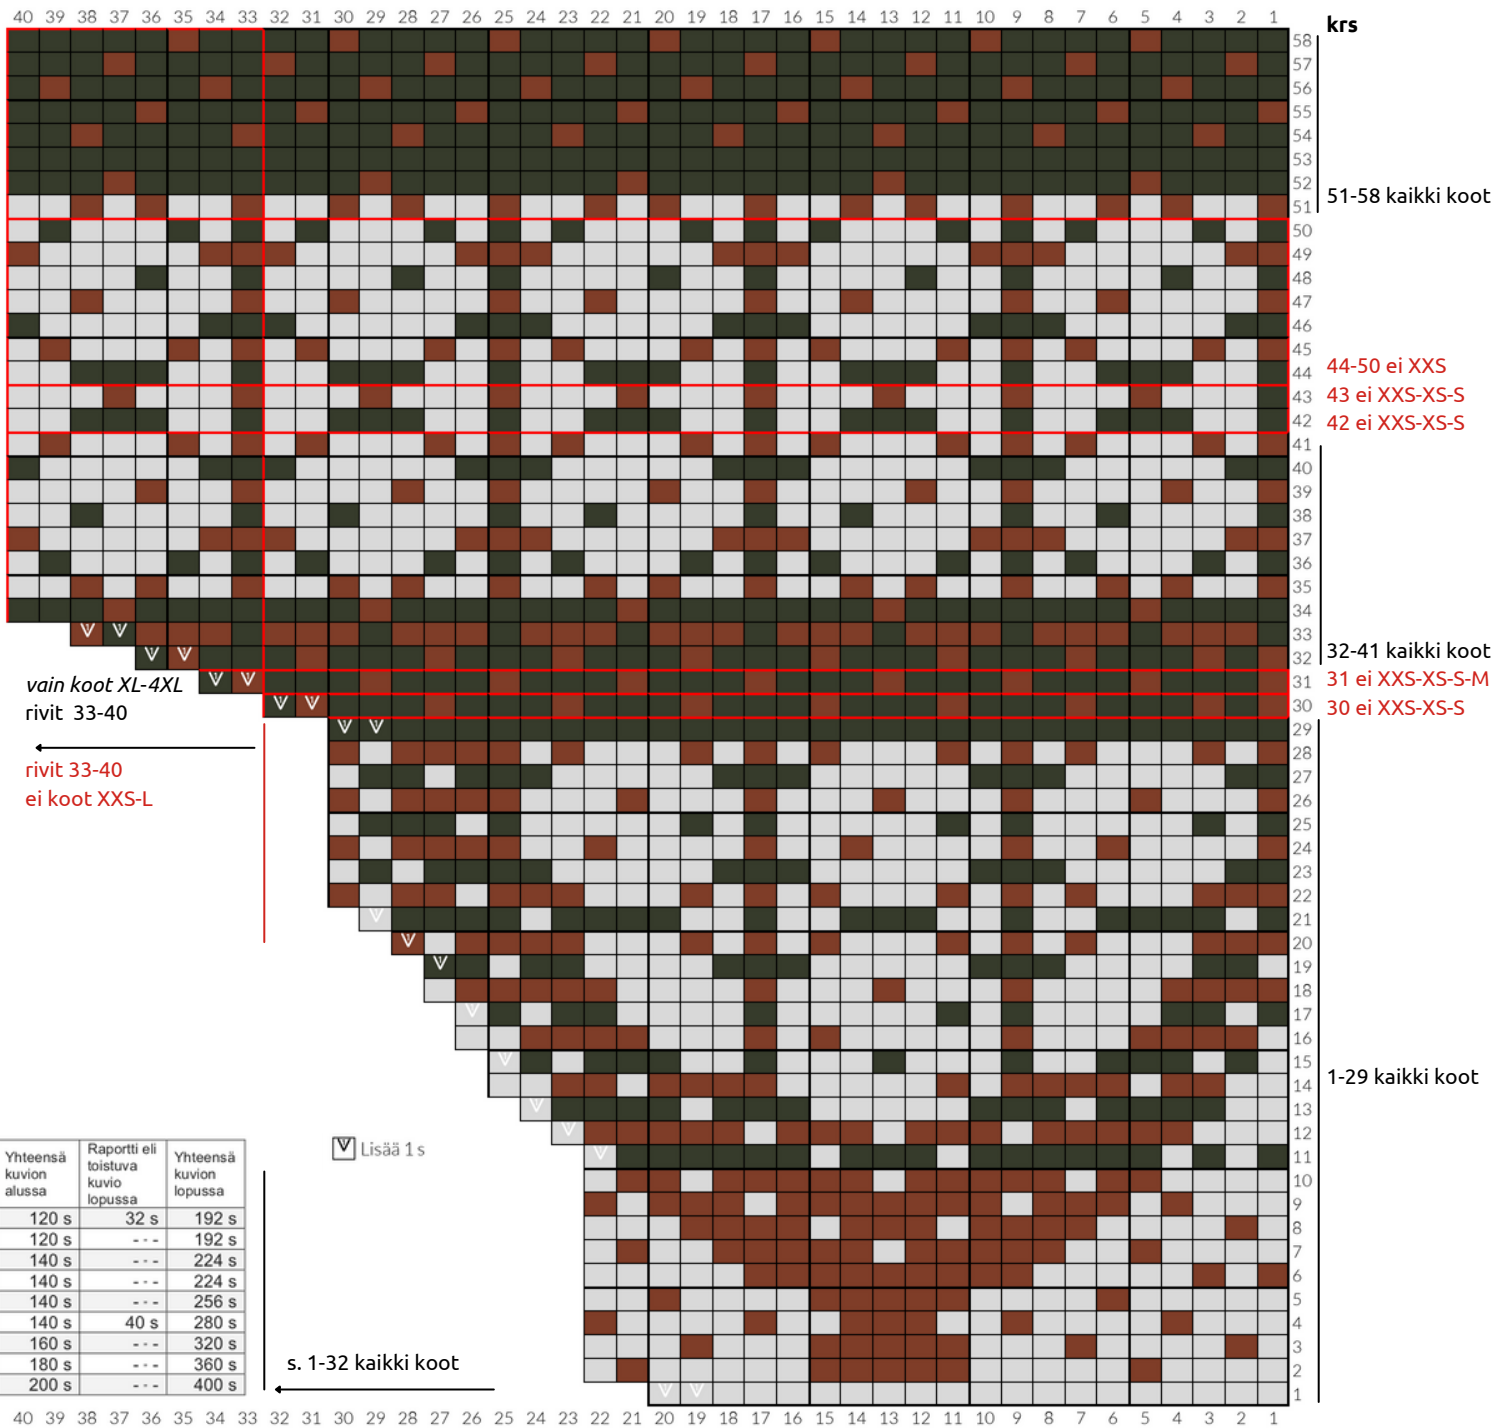 40 39 38 37 36 35 34 33 32 31 30 29 28 27 26 25 24 23 22 21 20 19 18 17 16 15 14 13 12 11 10 9 8 7 6 5 4 3 2 1
krs
58
57
56
55
54
53
52
51
51-58 kaikki koot
50
49
48
47
46
45
44
44-50 ei XXS
43
43 ei XXS-XS-S
42
42 ei XXS-XS-S
41
40
39
38
37
36
35
34
33
32
32-41 kaikki koot
31
31 ei XXS-XS-S-M
30
30 ei XXS-XS-S
29
28
27
26
25
24
23
22
21
20
19
18
17
16
15
14
1-29 kaikki koot
13
12
11
10
9
8
7
6
5
4
3
2
1
vain koot XL-4XL
rivit 33-40
rivit 33-40
ei koot XXS-L
Lisää 1 s
Yhteensä
kuvion
alussa
Raportti eli
toistuva
kuvio
lopussa
Yhteensä
kuvion
lopussa
120 s 32 s 192 s
120 s - - - 192 s
140 s - - - 224 s
140 s - - - 224 s
140 s - - - 256 s
140 s 40 s 280 s
160 s - - - 320 s
180 s - - - 360 s
200 s - - - 400 s
s. 1-32 kaikki koot
40 39 38 37 36 35 34 33 32 31 30 29 28 27 26 25 24 23 22 21 20 19 18 17 16 15 14 13 12 11 10 9 8 7 6 5 4 3 2 1